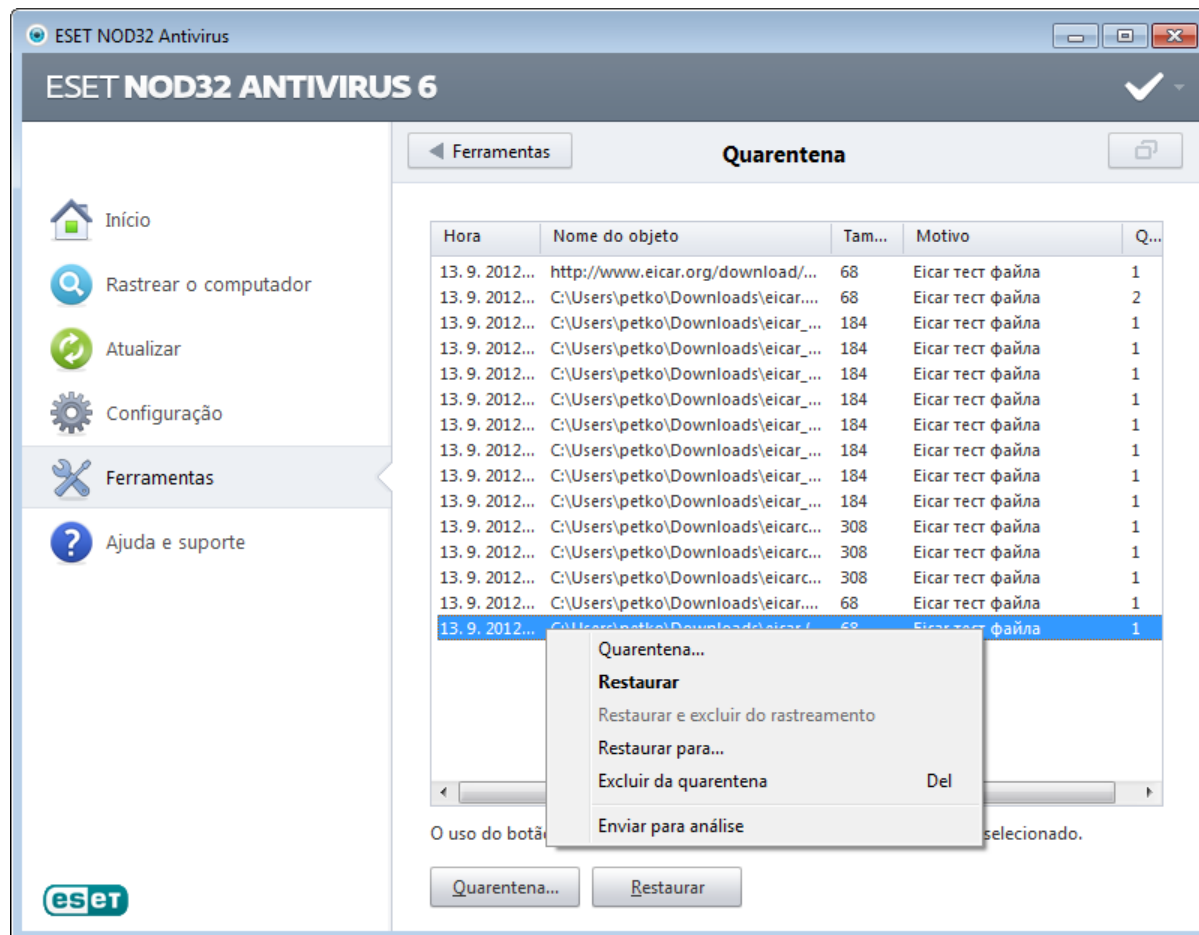 ESET NOD32 Antivirus
ESET NOD32 ANTIVIRUS 6
Ferramentas
Quarentena
Início
Rastrear o computador
Atualizar
Configuração
Ferramentas
Ajuda e suporte
Hora Nome do objeto Tam... Motivo Q...
13. 9. 2012... http://www.eicar.org/download/... 68 Eicar тест файла 1
13. 9. 2012... C:\Users\petko\Downloads\eicar.... 68 Eicar тест файла 2
13. 9. 2012... C:\Users\petko\Downloads\eicar_... 184 Eicar тест файла 1
13. 9. 2012... C:\Users\petko\Downloads\eicar_... 184 Eicar тест файла 1
13. 9. 2012... C:\Users\petko\Downloads\eicar_... 184 Eicar тест файла 1
13. 9. 2012... C:\Users\petko\Downloads\eicar_... 184 Eicar тест файла 1
13. 9. 2012... C:\Users\petko\Downloads\eicar_... 184 Eicar тест файла 1
13. 9. 2012... C:\Users\petko\Downloads\eicar_... 184 Eicar тест файла 1
13. 9. 2012... C:\Users\petko\Downloads\eicar_... 184 Eicar тест файла 1
13. 9. 2012... C:\Users\petko\Downloads\eicar_... 184 Eicar тест файла 1
13. 9. 2012... C:\Users\petko\Downloads\eicarc... 308 Eicar тест файла 1
13. 9. 2012... C:\Users\petko\Downloads\eicarc... 308 Eicar тест файла 1
13. 9. 2012... C:\Users\petko\Downloads\eicarc... 308 Eicar тест файла 1
13. 9. 2012... C:\Users\petko\Downloads\eicar.... 68 Eicar тест файла 1
13. 9. 2012... 68 Eicar тест файла 1
Quarentena...
Restaurar
Restaurar e excluir do rastreamento
Restaurar para...
Excluir da quarentena Del
Enviar para análise
O uso do selecionado.
Quarentena... Restaurar
eset